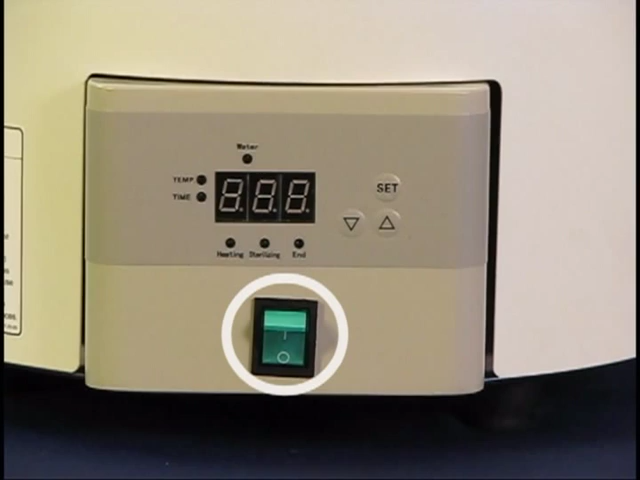 Water
TEMP
SET
TIME
Heating Sterilizing End